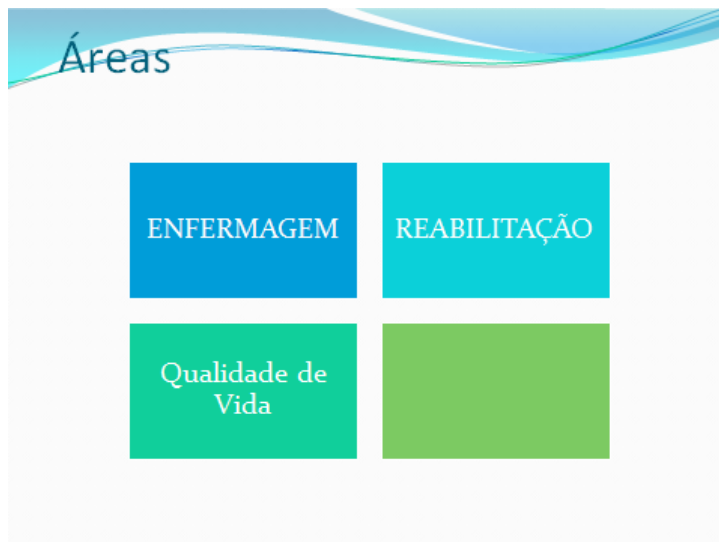 Áreas
ENFERMAGEM
REABILITAÇÃO
Qualidade de
Vida